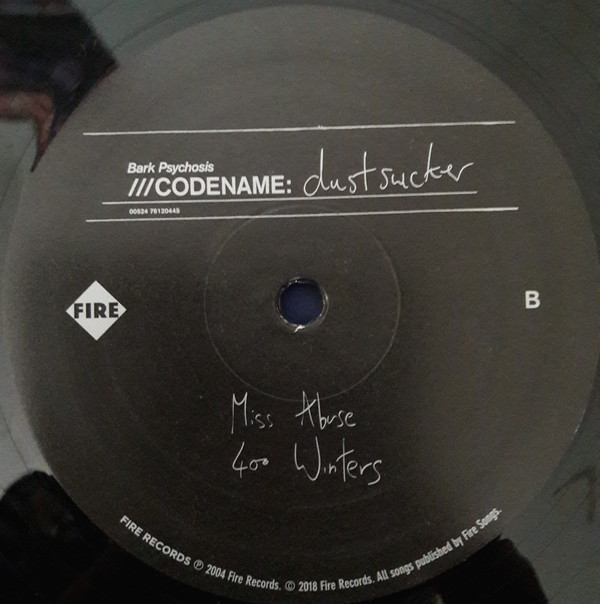 Bark Psychosis
///CODENAME: dustsucker
00524 76120445
FIRE
B
Miss Abuse
400 Winters
FIRE RECORDS ℗ 2004 Fire Records. © 2018 Fire Records. All songs published by Fire Songs.